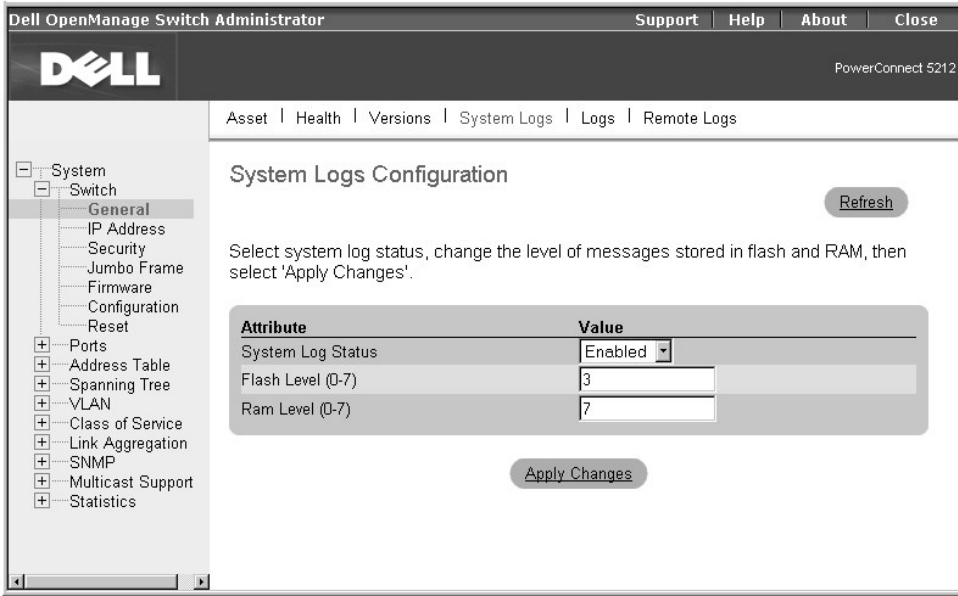 Dell OpenManage Switch Administrator
Support | Help | About | Close
DELL
PowerConnect 5212
Asset | Health | Versions | System Logs | Logs | Remote Logs
System
Switch
General
IP Address
Security
Jumbo Frame
Firmware
Configuration
Reset
Ports
Address Table
Spanning Tree
VLAN
Class of Service
Link Aggregation
SNMP
Multicast Support
Statistics
System Logs Configuration
Refresh
Select system log status, change the level of messages stored in flash and RAM, then
select 'Apply Changes'.
Attribute Value
System Log Status Enabled
Flash Level (0-7) 3
Ram Level (0-7) 7
Apply Changes